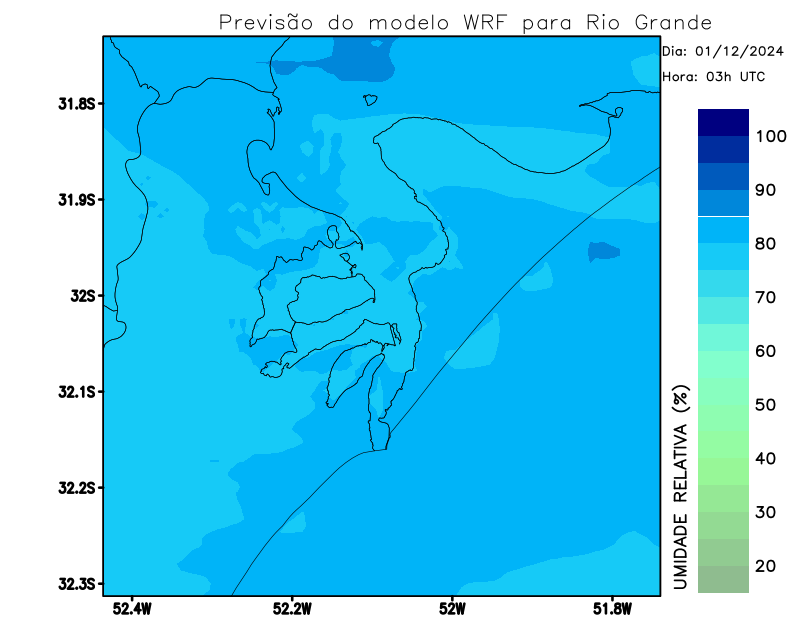 Previsão do modelo WRF para Rio Grande
Dia: 01/12/2024
Hora: 03h UTC
31.8S
31.9S
32S
32.1S
32.2S
32.3S
52.4W
52.2W
52W
51.8W
100
90
80
70
60
50
40
30
20
UMIDADE RELATIVA (%)